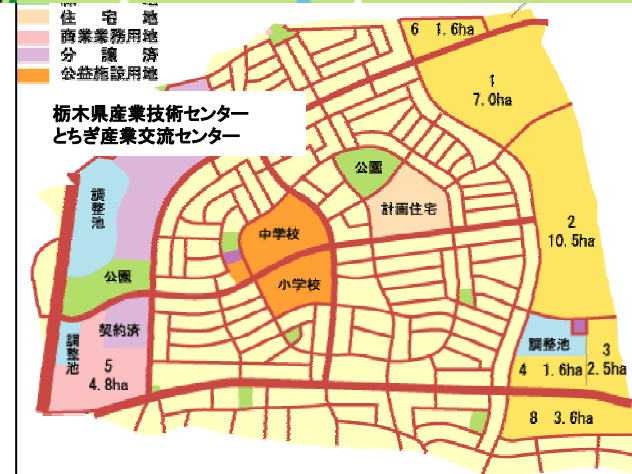 住宅地
商業業務用地
分譲済
公益施設用地
栃木県産業技術センター
とちぎ産業交流センター
6 1.6ha
1
7.0ha
公園
計画住宅
調整池
中学校
2
10.5ha
小学校
公園
契約済
調整池
5
4.8ha
調整池
3
4 1.6ha 2.5ha
8 3.6ha